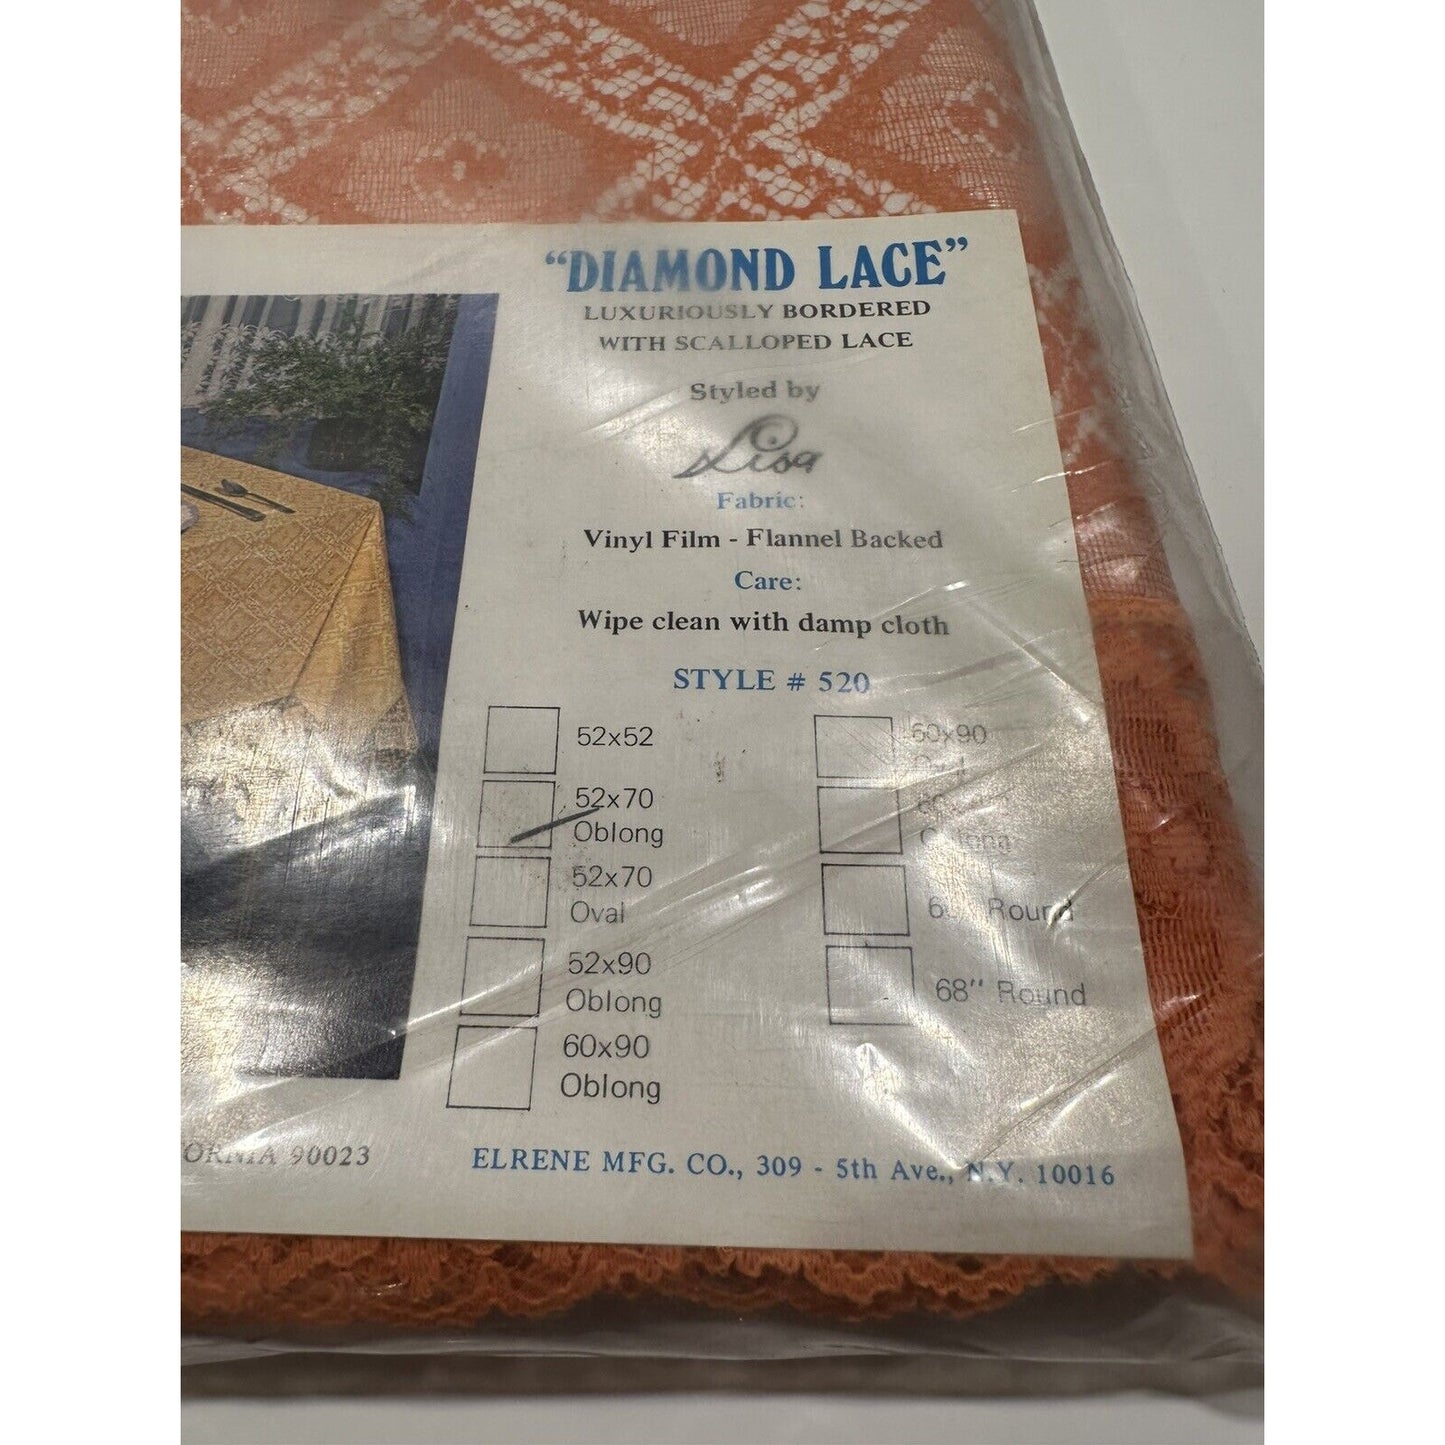 "DIAMOND LACE"
LUXURIOUSLY BORDERED
WITH SCALLOPED LACE
Styled by
Lisa
Fabric:
Vinyl Film - Flannel Backed
Care:
Wipe clean with damp cloth
STYLE # 520
52x52
52x70
Oblong
52x70
Oval
52x90
Oblong
60x90
Oblong
60x90
Round
68" Round
90023
ELRENE MFG. CO., 309 - 5th Ave., N.Y. 10016